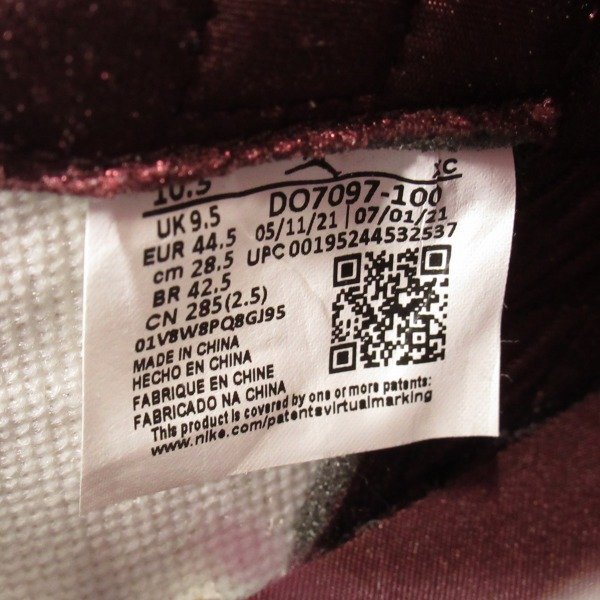 10.5 XC
UK 9.5 DO7097-100
EUR 44.5 05/11/21 | 07/01/21
cm 28.5 UPC 00195244532537
BR 42.5
CN 285(2.5)
01V8W8PQ8GJ95
MADE IN CHINA
HECHO EN CHINA
FABRIQUE EN CHINE
FABRICADO NA CHINA
This product is covered by one or more patents:
www.nike.com/patentsvirtualmarking